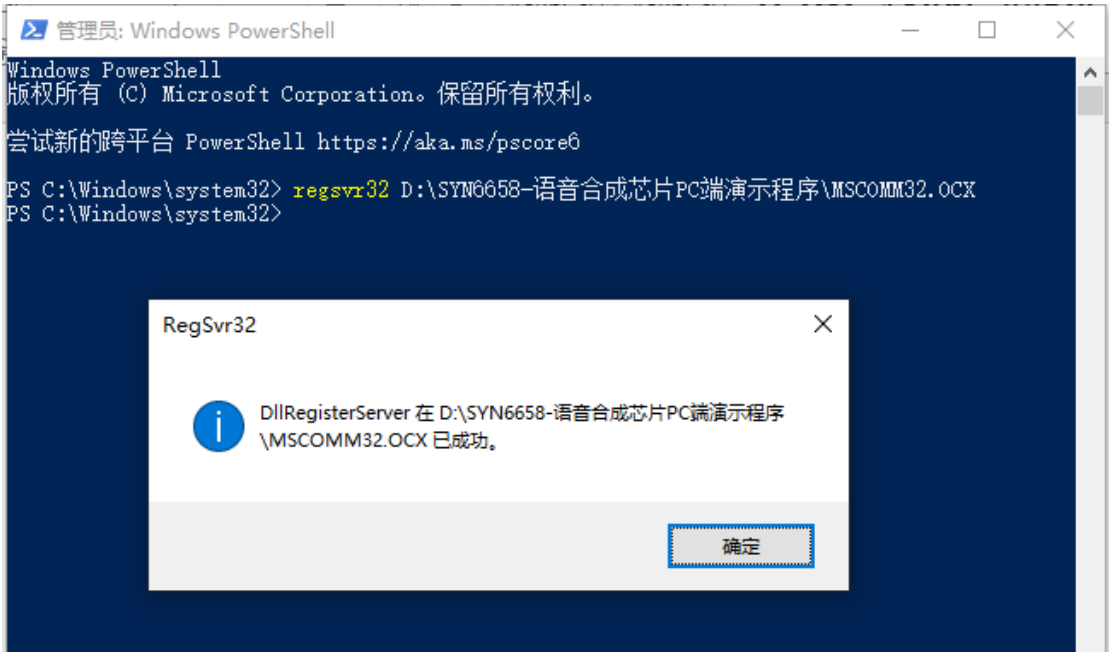 管理员: Windows PowerShell
Windows PowerShell
版权所有 (C) Microsoft Corporation。保留所有权利。
尝试新的跨平台 PowerShell https://aka.ms/pscore6
PS C:\Windows\system32> regsvr32 D:\SYN6658-语音合成芯片PC端演示程序\MSCOMM32.OCX
PS C:\Windows\system32>
RegSvr32
DllRegisterServer 在 D:\SYN6658-语音合成芯片PC端演示程序
\MSCOMM32.OCX 已成功。
确定